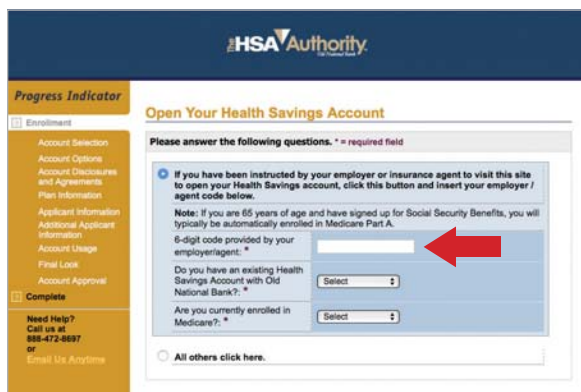 The HSA Authority
Old National Bank
Progress Indicator
Enrollment
Account Selection
Account Options
Account Disclosures
and Agreements
Plan Information
Applicant Information
Additional Applicant
Information
Account Usage
Final Look
Account Approval
Complete
Need Help?
Call us at
888-472-8697
or
Email Us Anytime
Open Your Health Savings Account
Please answer the following questions. * = required field
If you have been instructed by your employer or insurance agent to visit this site
to open your Health Savings account, click this button and insert your employer /
agent code below.
Note: If you are 65 years of age and have signed up for Social Security Benefits, you will
typically be automatically enrolled in Medicare Part A.
6-digit code provided by your
employer/agent: *
Do you have an existing Health
Savings Account with Old
National Bank?: *
Select
Are you currently enrolled in
Medicare?: *
Select
All others click here.